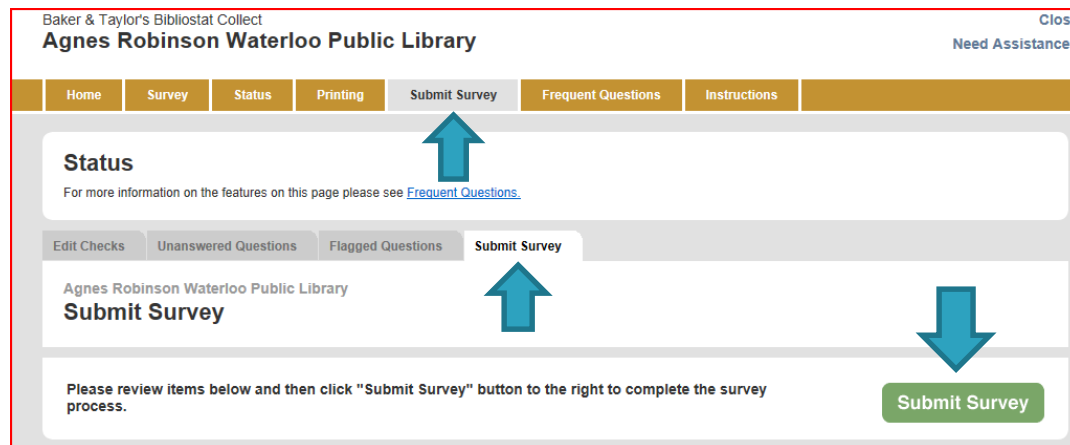 Baker & Taylor's Bibliostat Collect
Clos
Agnes Robinson Waterloo Public Library
Need Assistance
Home Survey Status Printing Submit Survey Frequent Questions Instructions
Status
For more information on the features on this page please see Frequent Questions.
Edit Checks Unanswered Questions Flagged Questions Submit Survey
Agnes Robinson Waterloo Public Library
Submit Survey
Please review items below and then click "Submit Survey" button to the right to complete the survey
process.
Submit Survey